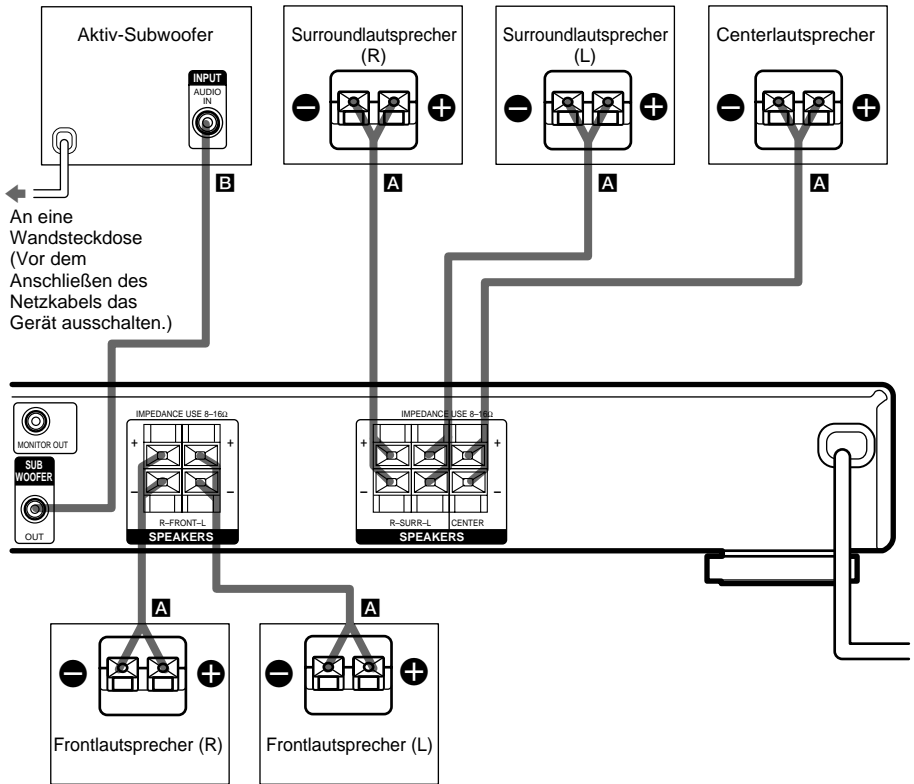 Aktiv-Subwoofer
INPUT
AUDIO
IN
Surroundlautsprecher
(R)
Surroundlautsprecher
(L)
Centerlautsprecher
− +
− +
− +
B
A
A
A
An eine
Wandsteckdose
(Vor dem
Anschließen des
Netzkabels das
Gerät ausschalten.)
MONITOR OUT
SUB
WOOFER
OUT
IMPEDANCE USE 8–16Ω
+ +
− −
R–FRONT–L
SPEAKERS
IMPEDANCE USE 8–16Ω
+ +
− −
R–SURR–L CENTER
SPEAKERS
A
A
− +
− +
Frontlautsprecher (R)
Frontlautsprecher (L)